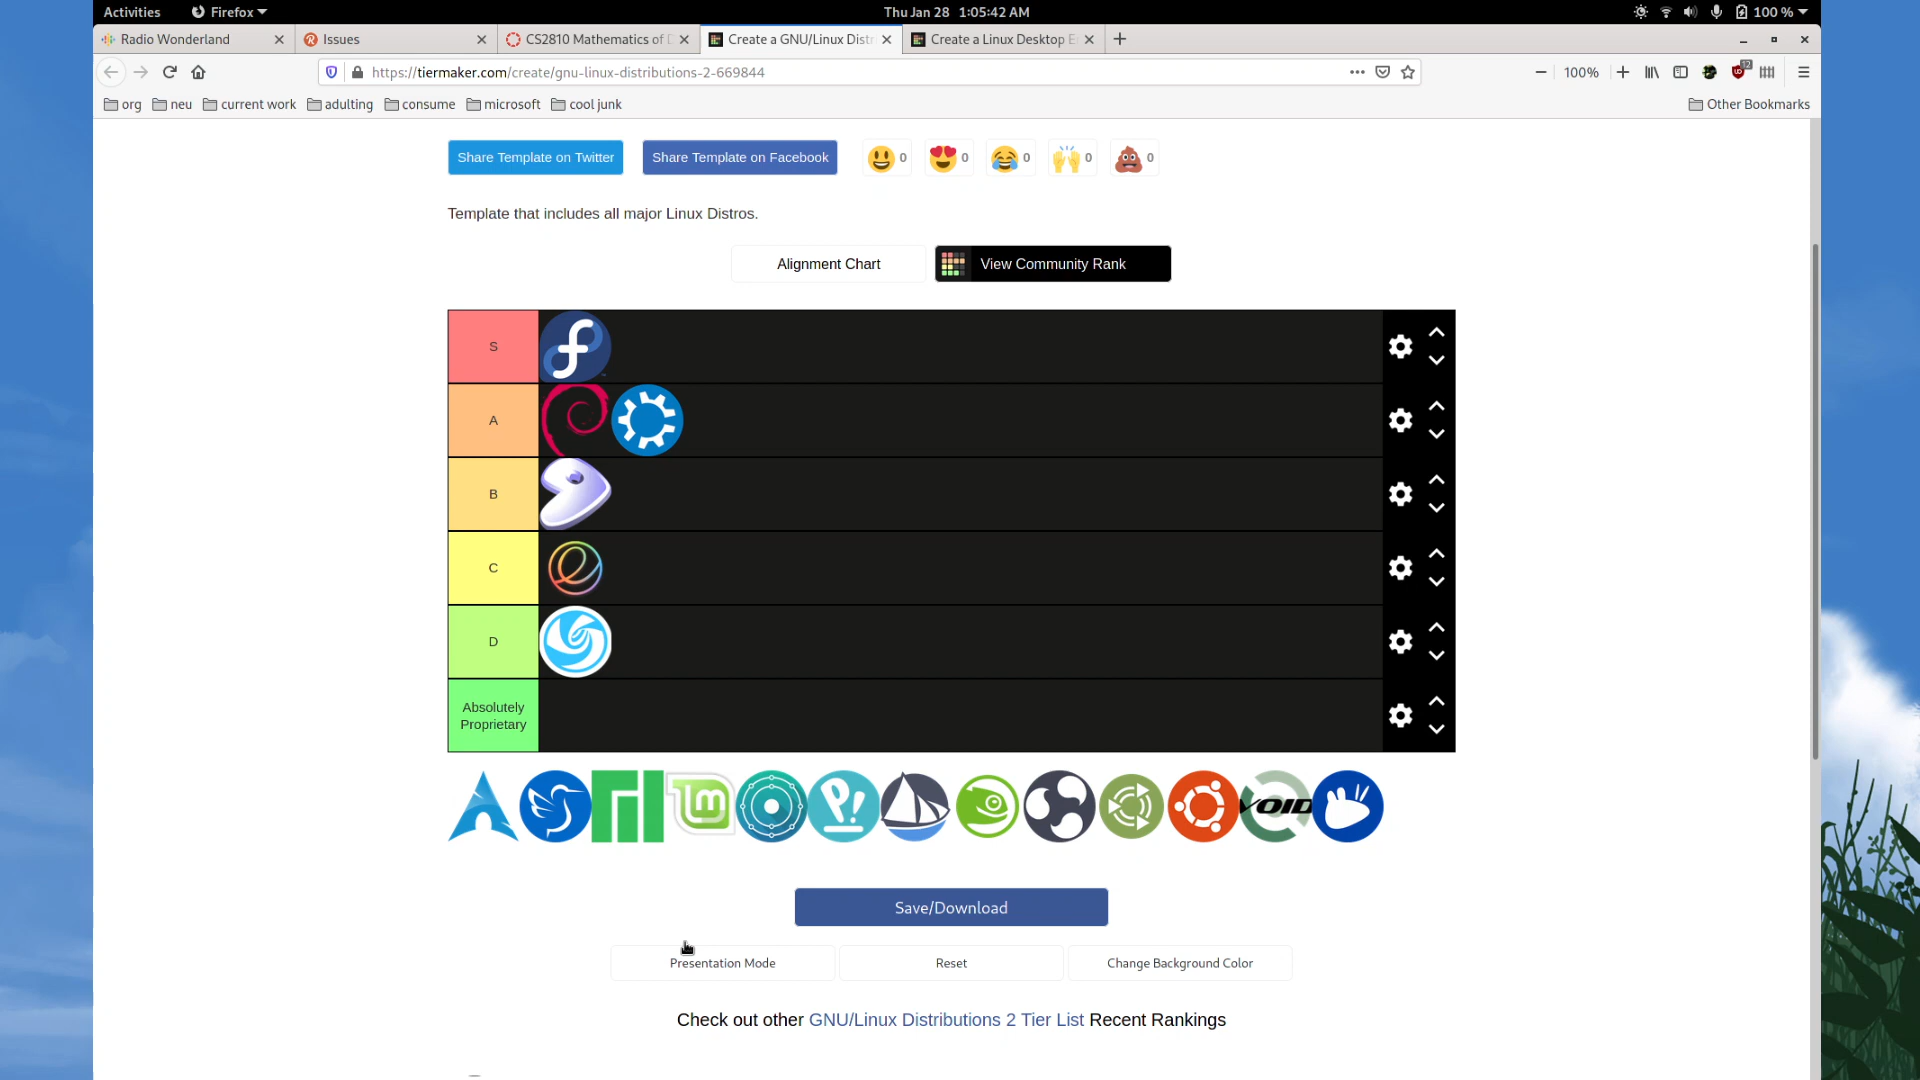 Activities Firefox Thu Jan 28 1:05:42 AM 100 %
Radio Wonderland Issues CS2810 Mathematics of D Create a GNU/Linux Distr Create a Linux Desktop E
https://tiermaker.com/create/gnu-linux-distributions-2-669844 100% 12
org neu current work adulting consume microsoft cool junk Other Bookmarks
Share Template on Twitter Share Template on Facebook 0 0 0 0 0
Template that includes all major Linux Distros.
Alignment Chart View Community Rank
S
A
B
C
D
Absolutely
Proprietary
VOID
Save/Download
Presentation Mode Reset Change Background Color
Check out other GNU/Linux Distributions 2 Tier List Recent Rankings